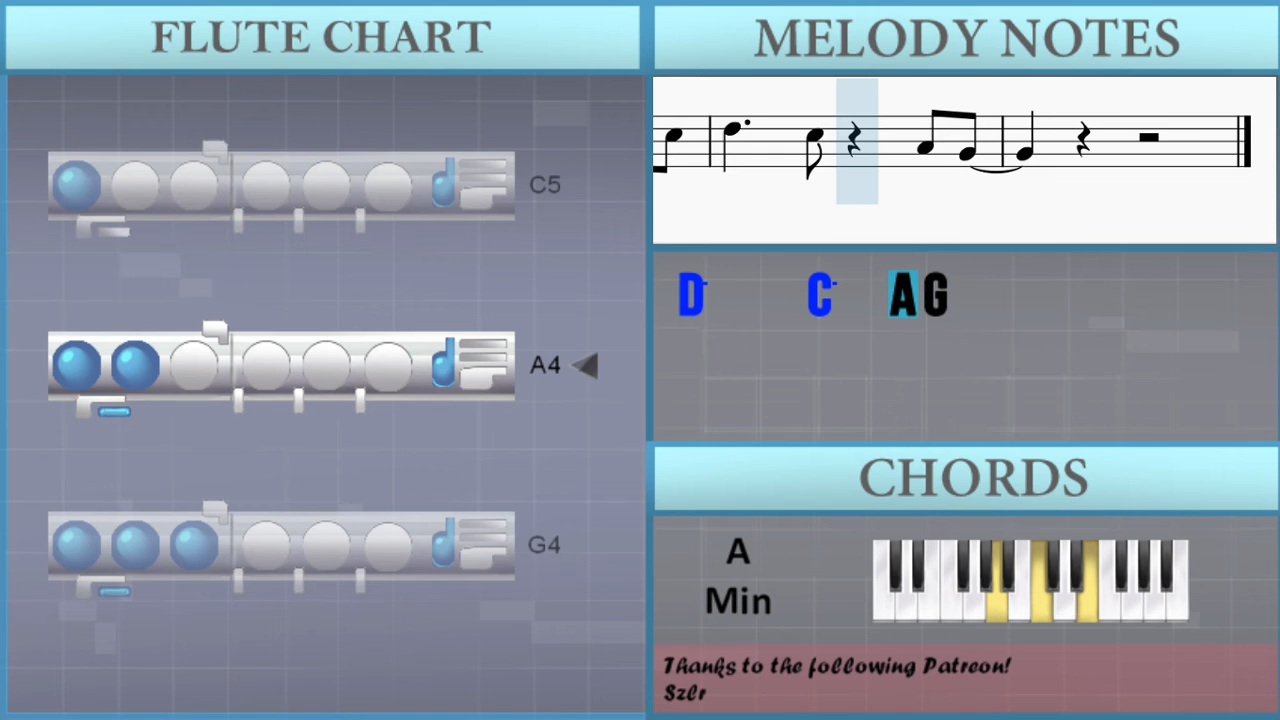 FLUTE CHART
MELODY NOTES
C5
A4
G4
D C A G
CHORDS
A
Min
Thanks to the following Patreon!
Szlr